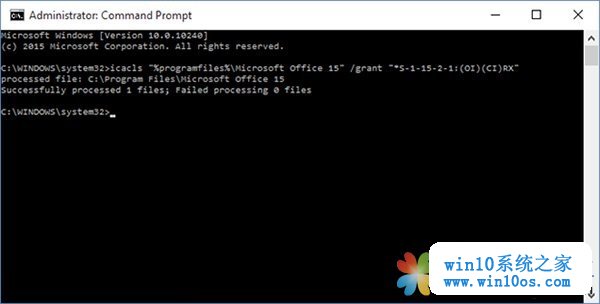 Administrator: Command Prompt
Microsoft Windows [Version 10.0.10240]
(c) 2015 Microsoft Corporation. All rights reserved.
C:\WINDOWS\system32>icacls "%programfiles%\Microsoft Office 15" /grant "*S-1-15-2-1:(OI)(CI)RX"
processed file: C:\Program Files\Microsoft Office 15
Successfully processed 1 files; Failed processing 0 files
C:\WINDOWS\system32>
win10系统之家
www.win10os.com